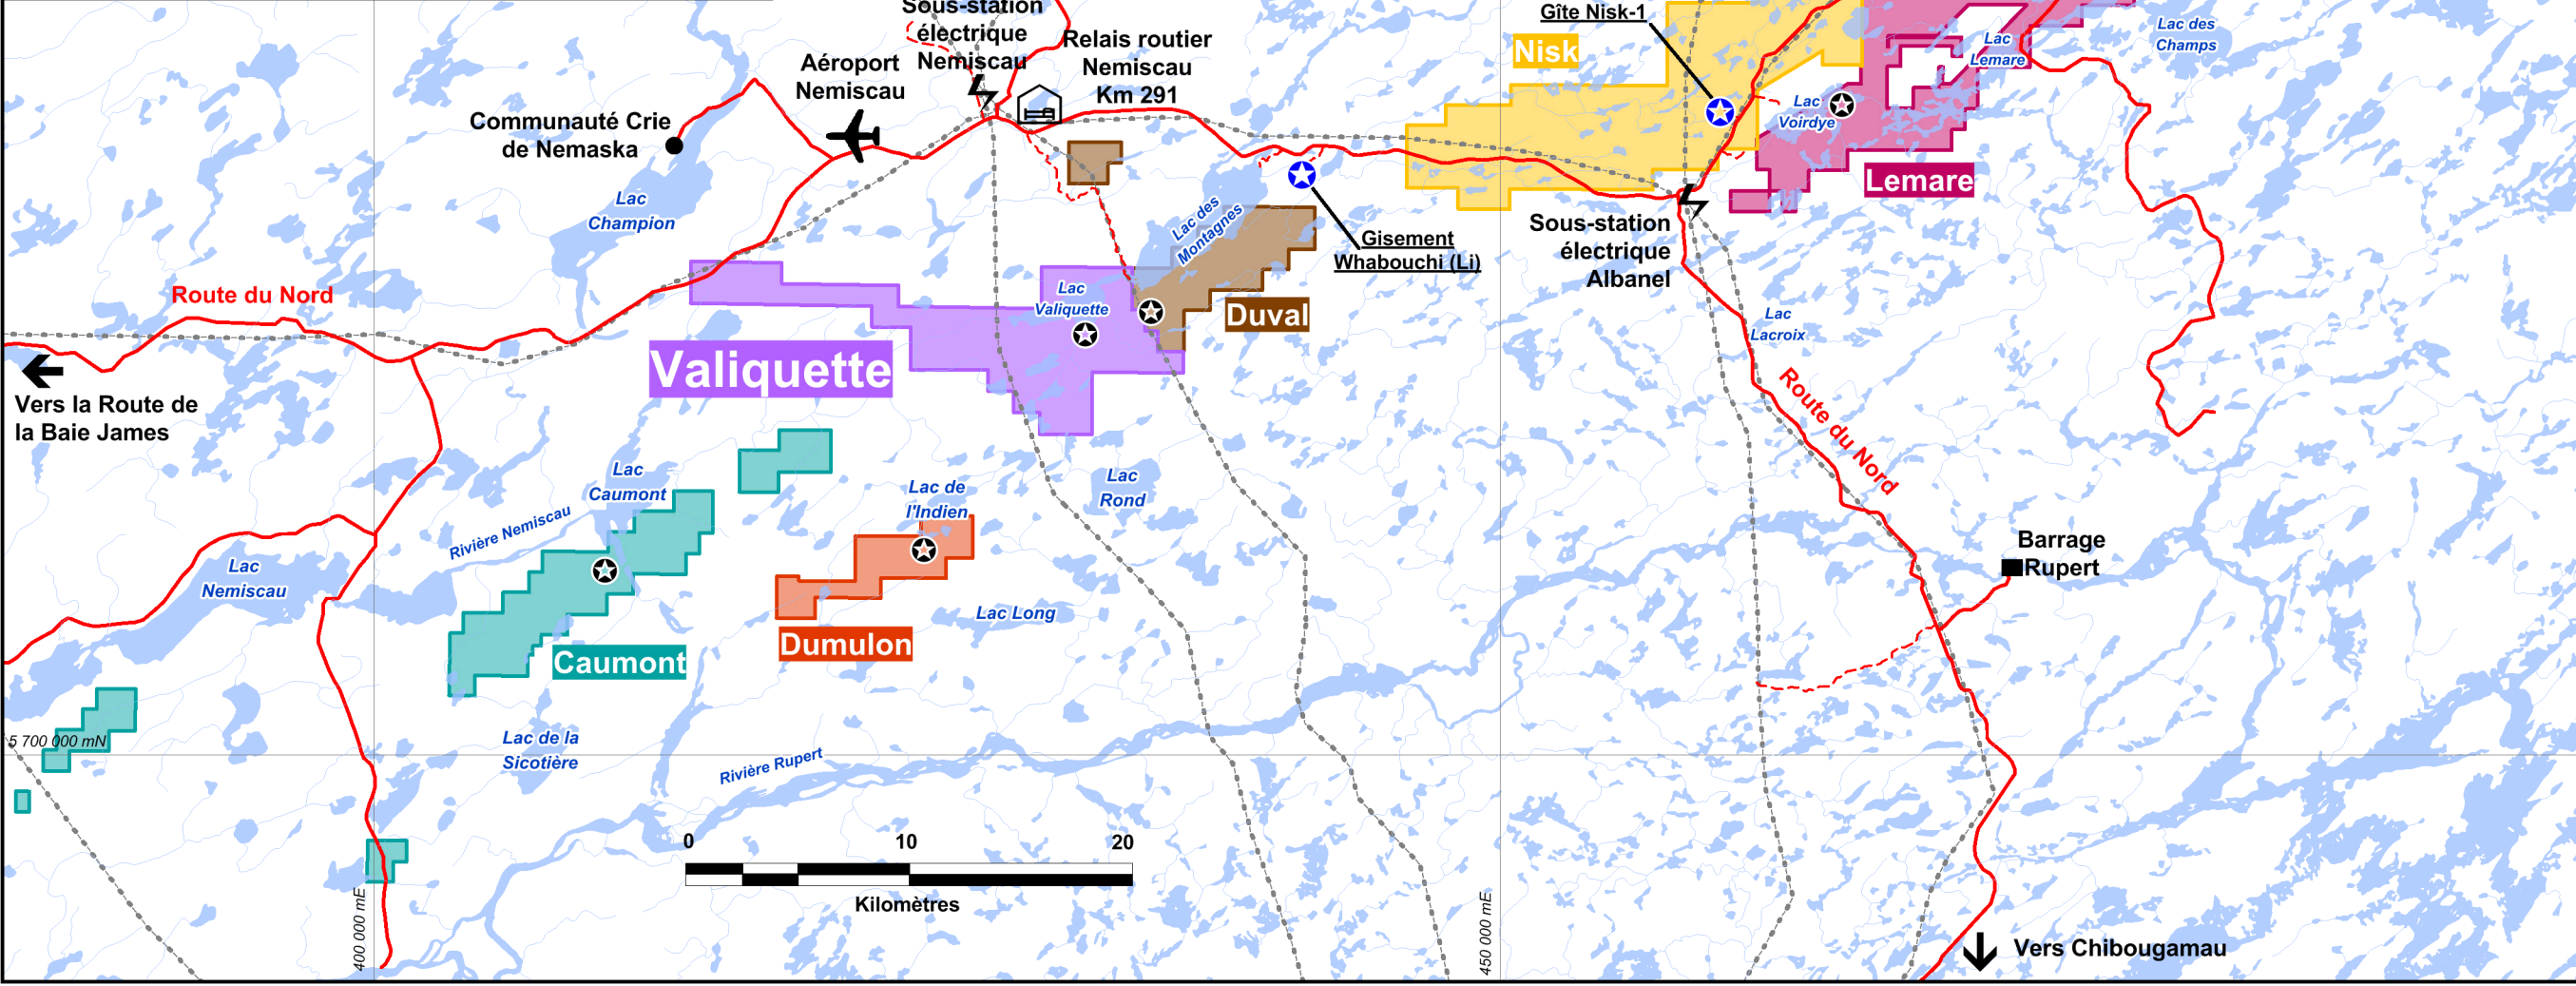 Sous-station
électrique
Nemiscau
Gîte Nisk-1
Lac des
Champs
Relais routier
Nemiscau
Km 291
Aéroport
Nemiscau
Nisk
Lac
Lemare
Communauté Crie
de Nemaska
Lac
Voirdye
Lemare
Lac
Champion
Lac des
Montagnes
Gisement
Whabouchi (Li)
Sous-station
électrique
Albanel
Route du Nord
Lac
Valiquette
Duval
Lac
Lacroix
Valiquette
Vers la Route de
la Baie James
Route du Nord
Lac
Caumont
Lac de
l'Indien
Lac
Rond
Rivière Nemiscau
Barrage
Rupert
Lac
Nemiscau
Lac Long
Dumulon
Caumont
5 700 000 mN
Lac de la
Sicotière
Rivière Rupert
0 10 20
Kilomètres
400 000 mE
450 000 mE
Vers Chibougamau